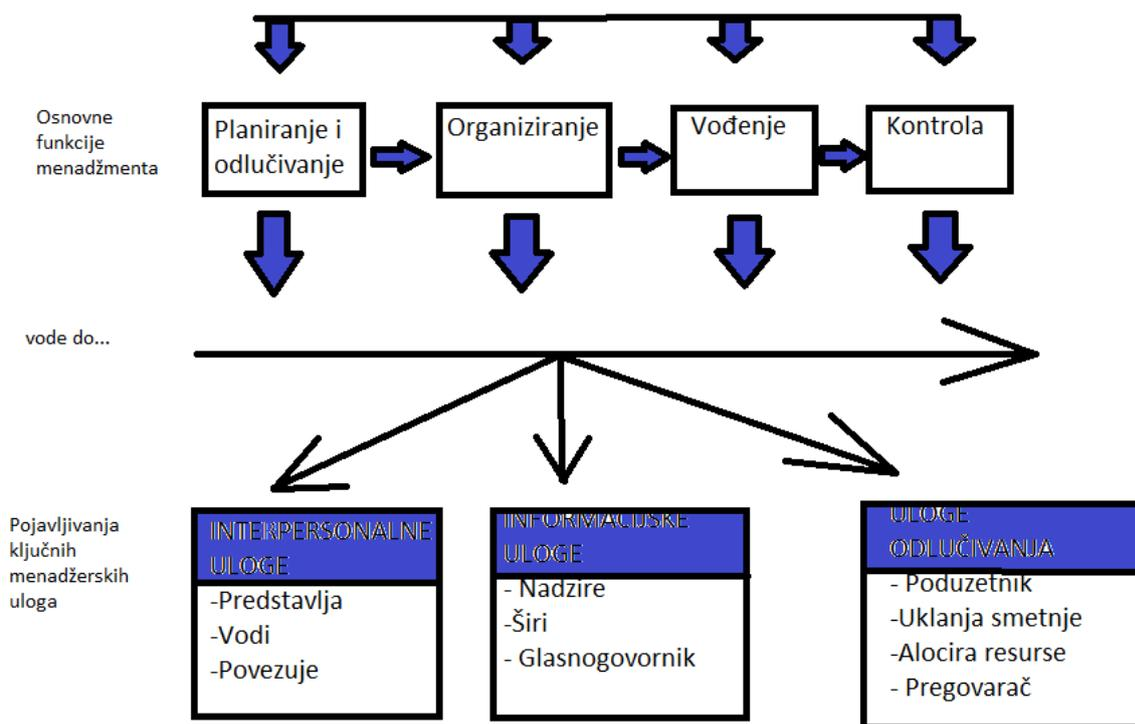 Osnovne
funkcije
menadžmenta
Planiranje i
odlučivanje
Organiziranje
Vođenje
Kontrola
vode do...
Pojavljivanja
ključnih
menadžerskih
uloga
INTERPERSONALNE
ULOGE
-Predstavlja
-Vodi
-Povezuje
INFORMACIJSKE
ULOGE
- Nadzire
-Širi
- Glasnogovornik
ULOGE
ODLUČIVANJA
- Poduzetnik
-Uklanja smetnje
-Alocira resurse
- Pregovarač